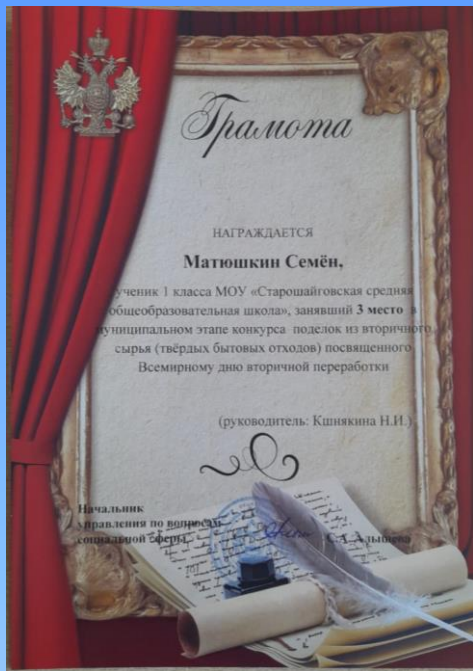 Грамота
НАГРАЖДАЕТСЯ
Матюшкин Семён,
ученик 1 класса МОУ «Старошайговская средняя
общеобразовательная школа», занявший 3 место в
муниципальном этапе конкурса поделок из вторичного
сырья (твёрдых бытовых отходов) посвященного
Всемирному дню вторичной переработки
(руководитель: Кшнякина Н.И.)
Начальник
управления по вопросам
социальной сферы